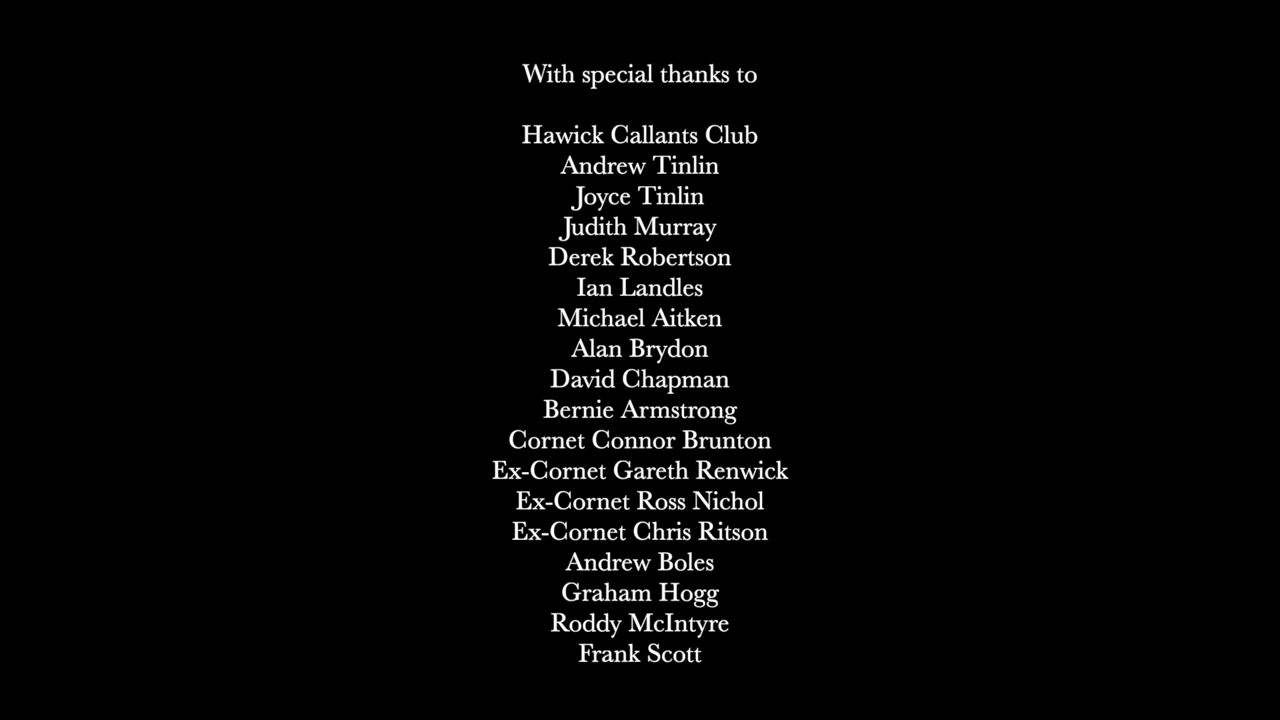 With special thanks to
Hawick Callants Club
Andrew Tinlin
Joyce Tinlin
Judith Murray
Derek Robertson
Ian Landles
Michael Aitken
Alan Brydon
David Chapman
Bernie Armstrong
Cornet Connor Brunton
Ex-Cornet Gareth Renwick
Ex-Cornet Ross Nichol
Ex-Cornet Chris Ritson
Andrew Boles
Graham Hogg
Roddy McIntyre
Frank Scott